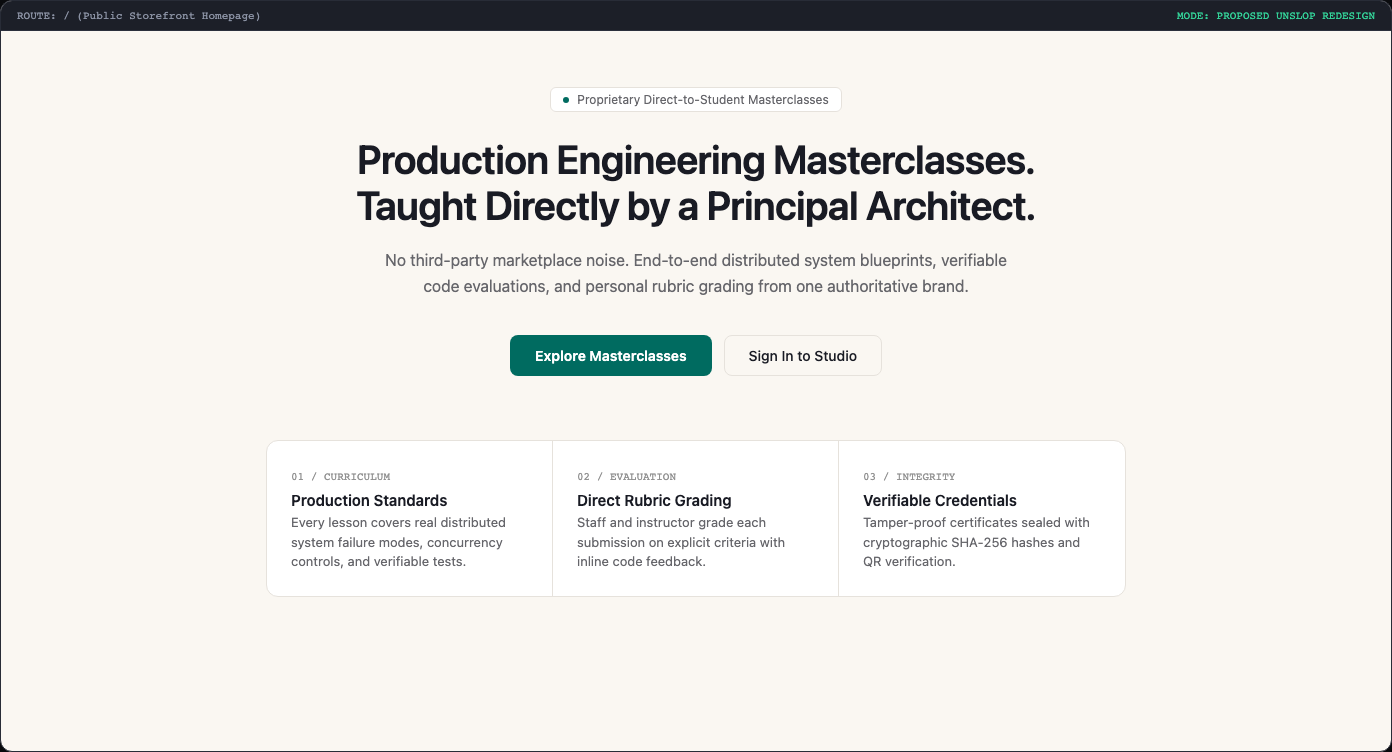 ROUTE: / (Public Storefront Homepage)
MODE: PROPOSED UNSLOP REDESIGN
Proprietary Direct-to-Student Masterclasses
Production Engineering Masterclasses.
Taught Directly by a Principal Architect.
No third-party marketplace noise. End-to-end distributed system blueprints, verifiable
code evaluations, and personal rubric grading from one authoritative brand.
Explore Masterclasses
Sign In to Studio
01 / CURRICULUM
Production Standards
Every lesson covers real distributed
system failure modes, concurrency
controls, and verifiable tests.
02 / EVALUATION
Direct Rubric Grading
Staff and instructor grade each
submission on explicit criteria with
inline code feedback.
03 / INTEGRITY
Verifiable Credentials
Tamper-proof certificates sealed with
cryptographic SHA-256 hashes and
QR verification.